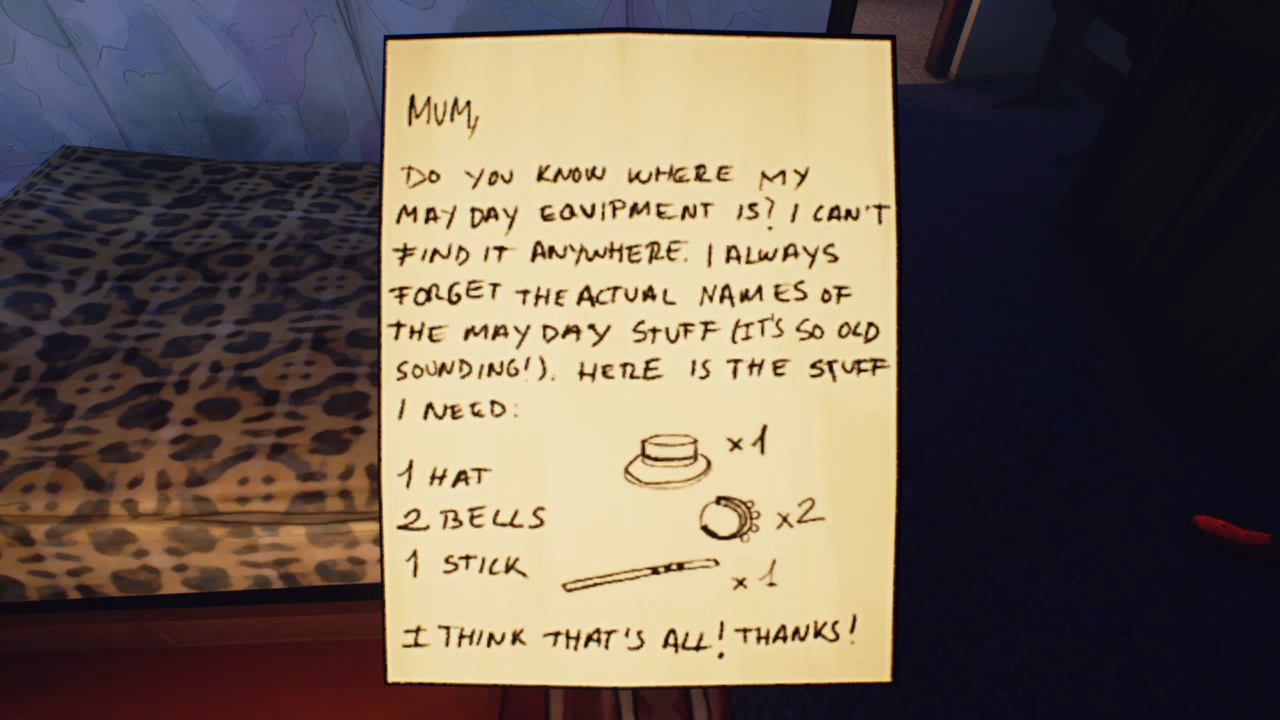 MUM,
DO YOU KNOW WHERE MY
MAY DAY EQUIPMENT IS? I CAN'T
FIND IT ANYWHERE. I ALWAYS
FORGET THE ACTUAL NAMES OF
THE MAY DAY STUFF (IT'S SO OLD
SOUNDING!). HERE IS THE STUFF
I NEED:
1 HAT x1
2 BELLS x2
1 STICK x1
I THINK THAT'S ALL! THANKS!